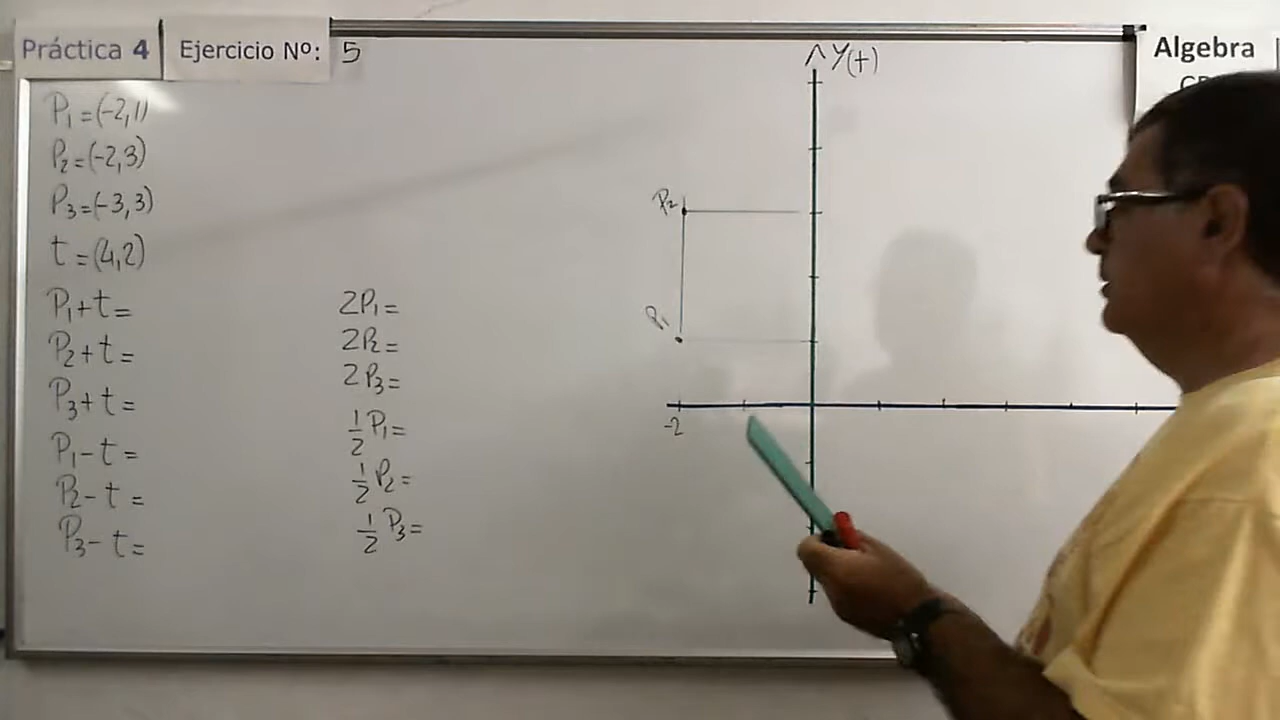 Práctica 4
Ejercicio Nº: 5
Algebra
P₁=(-2,1)
P₂=(-2,3)
P₃=(-3,3)
t=(4,2)
P₁+t=
P₂+t=
P₃+t=
P₁-t=
P₂-t=
P₃-t=
2P₁=
2P₂=
2P₃=
1/2 P₁=
1/2 P₂=
1/2 P₃=
Y(t)
P₂
P₁
-2